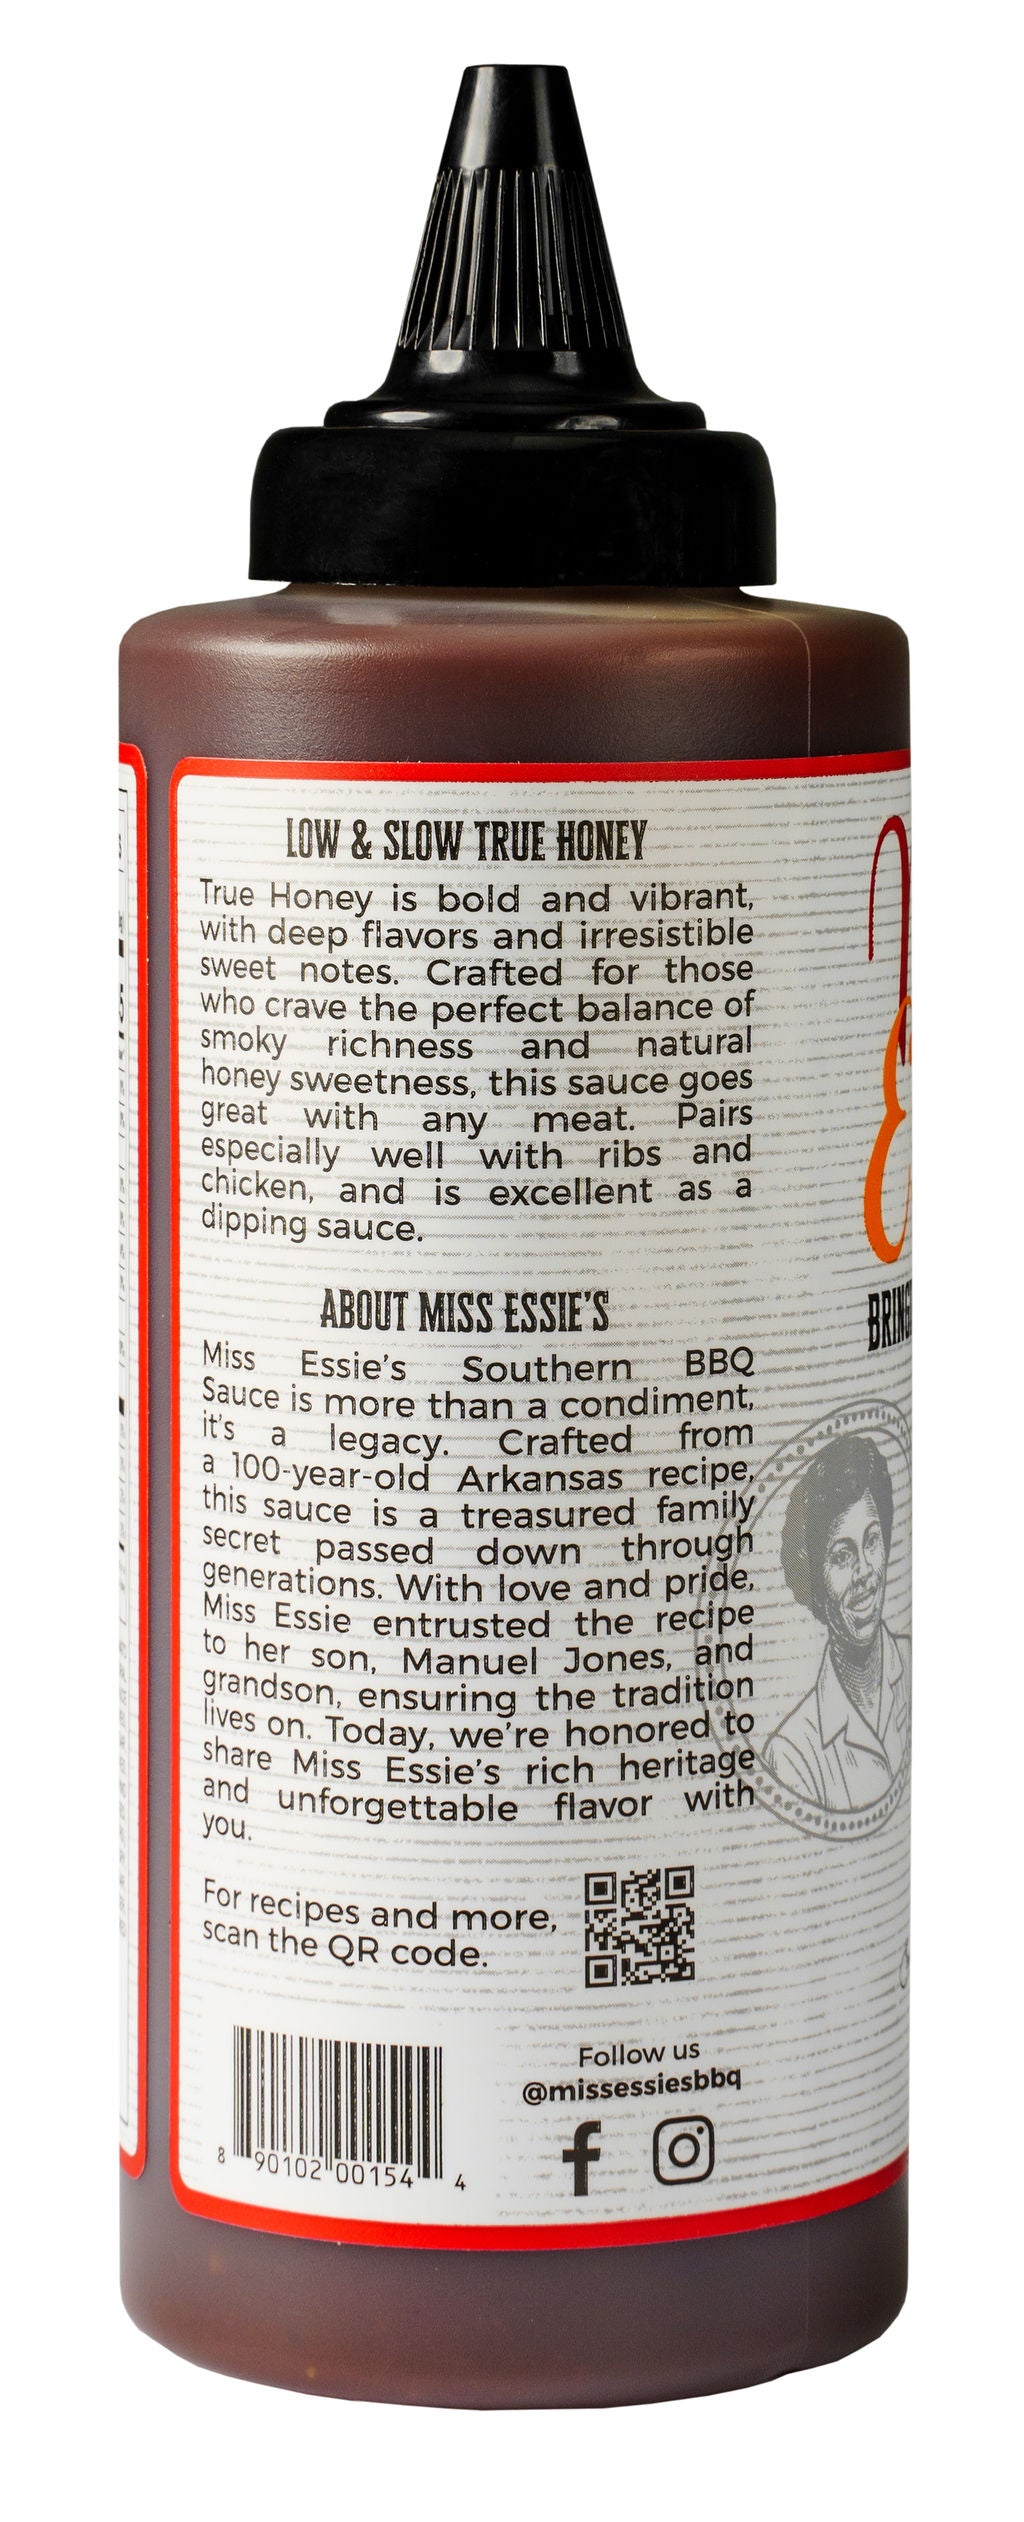 LOW & SLOW TRUE HONEY
True Honey is bold and vibrant,
with deep flavors and irresistible
sweet notes. Crafted for those
who crave the perfect balance of
smoky richness and natural
honey sweetness, this sauce goes
great with any meat. Pairs
especially well with ribs and
chicken, and is excellent as a
dipping sauce.
ABOUT MISS ESSIE'S
Miss Essie's Southern BBQ
Sauce is more than a condiment,
it's a legacy. Crafted from
a 100-year-old Arkansas recipe,
this sauce is a treasured family
secret passed down through
generations. With love and pride,
Miss Essie entrusted the recipe
to her son, Manuel Jones, and
grandson, ensuring the tradition
lives on. Today, we're honored to
share Miss Essie's rich heritage
and unforgettable flavor with
you.
For recipes and more,
scan the QR code.
Follow us
@missessiesbbq
8 90102 00154 4